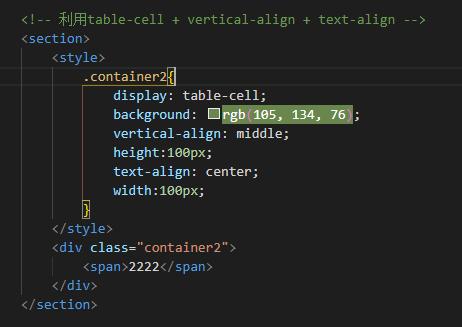 <!-- 利用table-cell + vertical-align + text-align -->
<section>
<style>
.container2{
display: table-cell;
background: rgb(105, 134, 76);
vertical-align: middle;
height:100px;
text-align: center;
width:100px;
}
</style>
<div class="container2">
<span>2222</span>
</div>
</section>